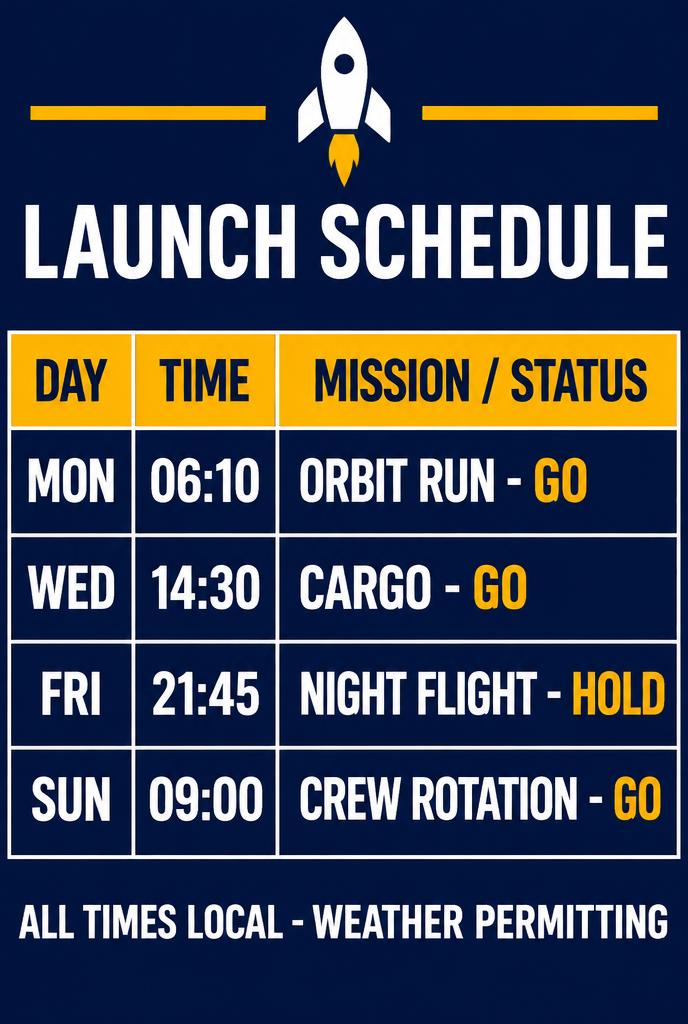 LAUNCH SCHEDULE
DAY TIME MISSION / STATUS
MON 06:10 ORBIT RUN - GO
WED 14:30 CARGO - GO
FRI 21:45 NIGHT FLIGHT - HOLD
SUN 09:00 CREW ROTATION - GO
ALL TIMES LOCAL - WEATHER PERMITTING